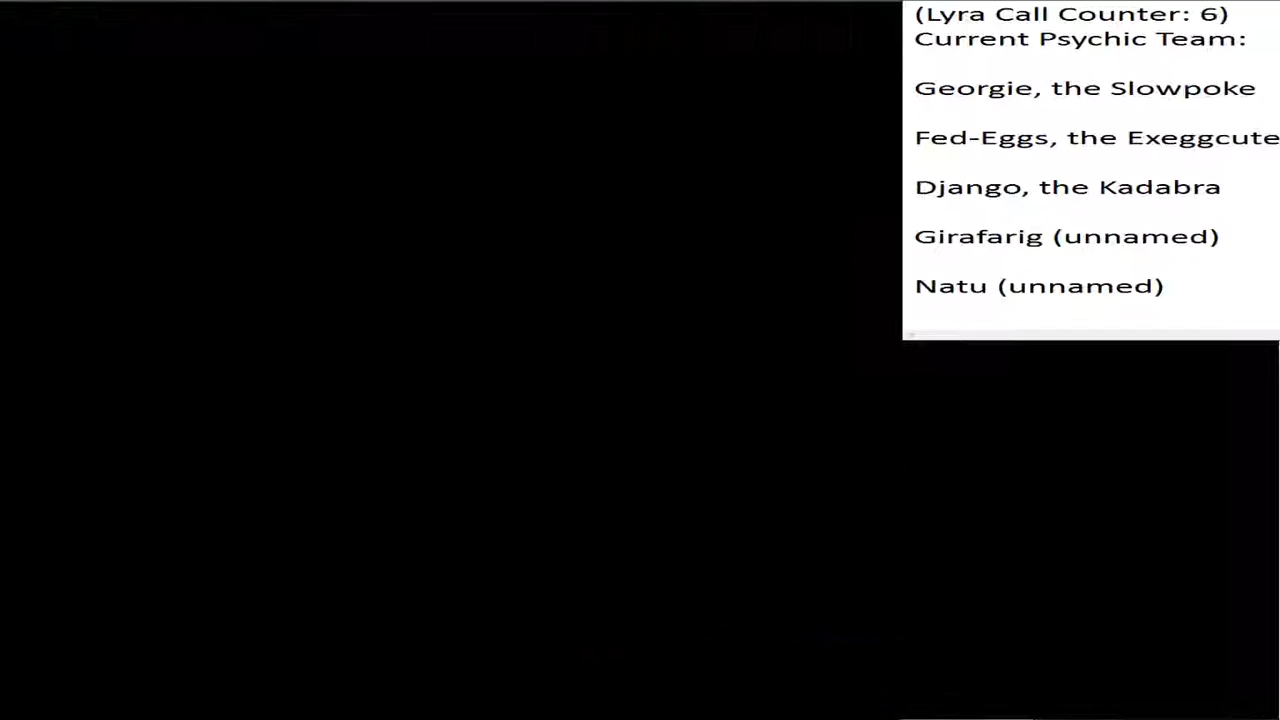 (Lyra Call Counter: 6)
Current Psychic Team:
Georgie, the Slowpoke
Fed-Eggs, the Exeggcute
Django, the Kadabra
Girafarig (unnamed)
Natu (unnamed)